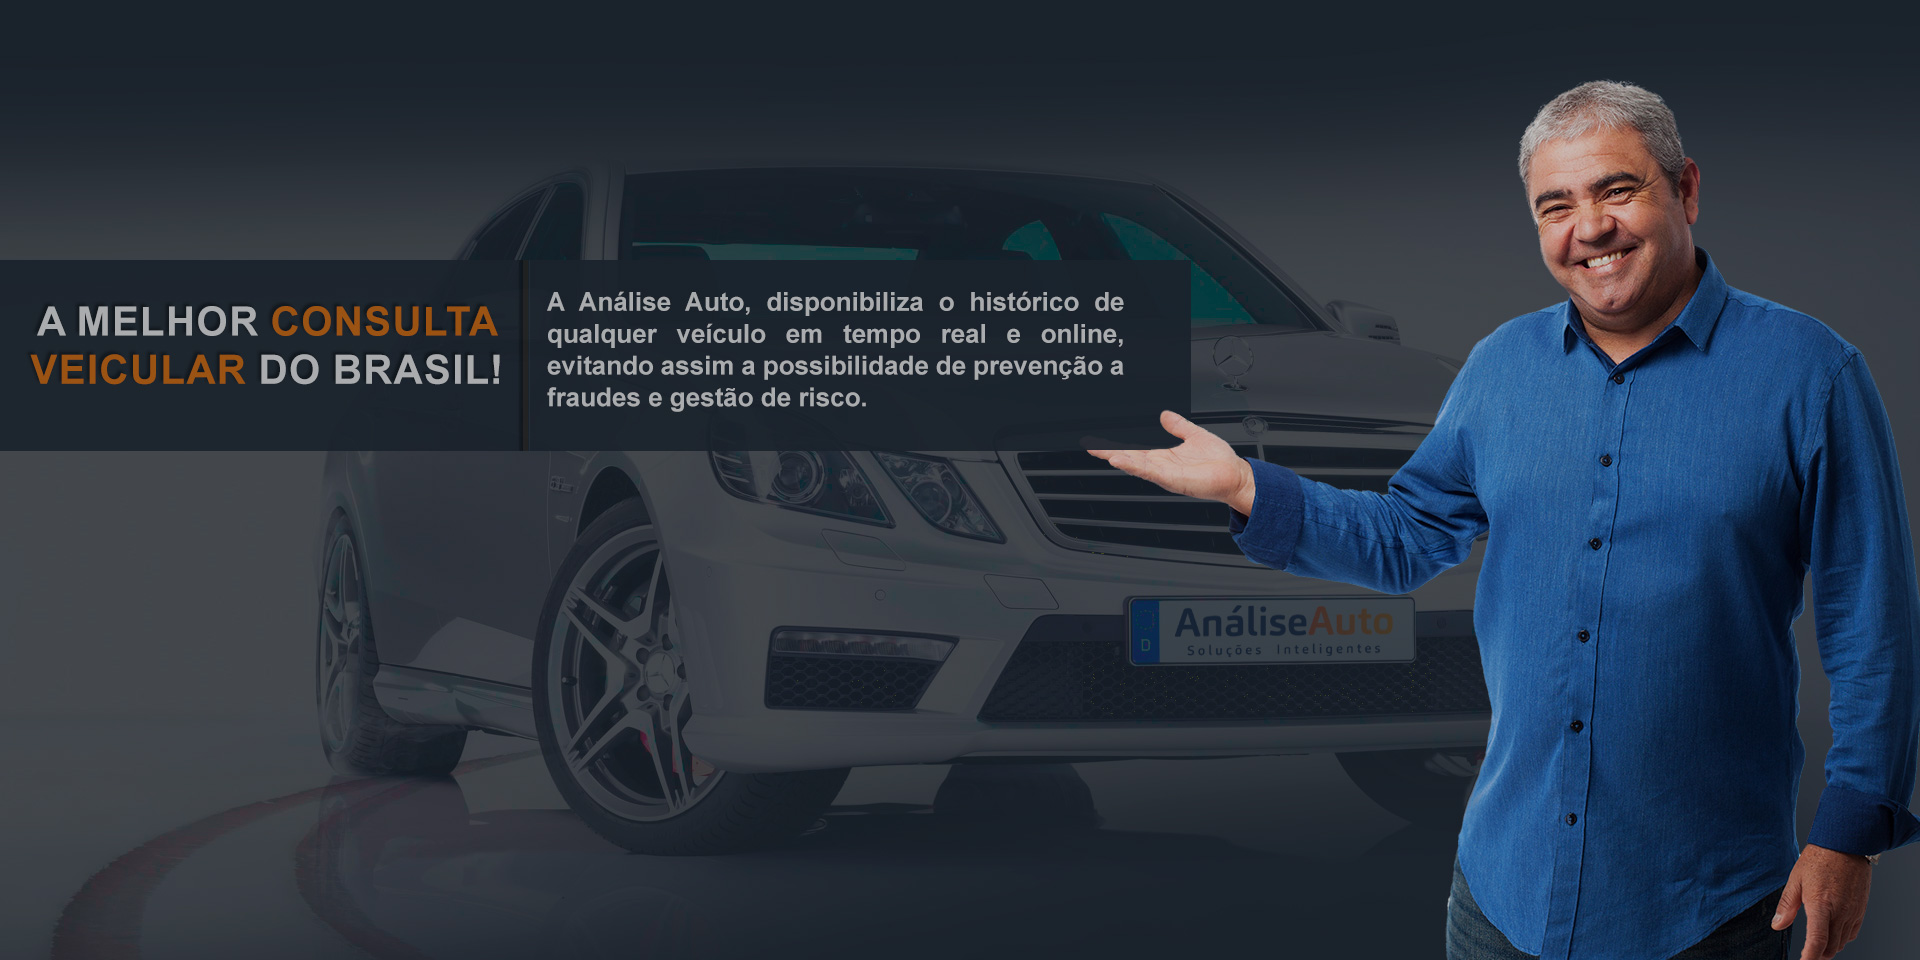 A MELHOR CONSULTA
VEICULAR DO BRASIL!
A Análise Auto, disponibiliza o histórico de
qualquer veículo em tempo real e online,
evitando assim a possibilidade de prevenção a
fraudes e gestão de risco.
D
AnáliseAuto
Soluções Inteligentes